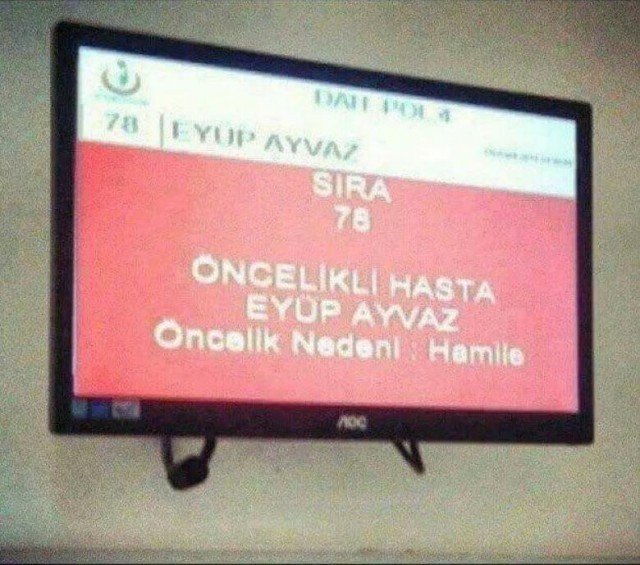 DAH. POL 4
78 EYÜP AYVAZ
SIRA
78
ÖNCELİKLİ HASTA
EYÜP AYVAZ
Öncelik Nedeni : Hamile
AOC